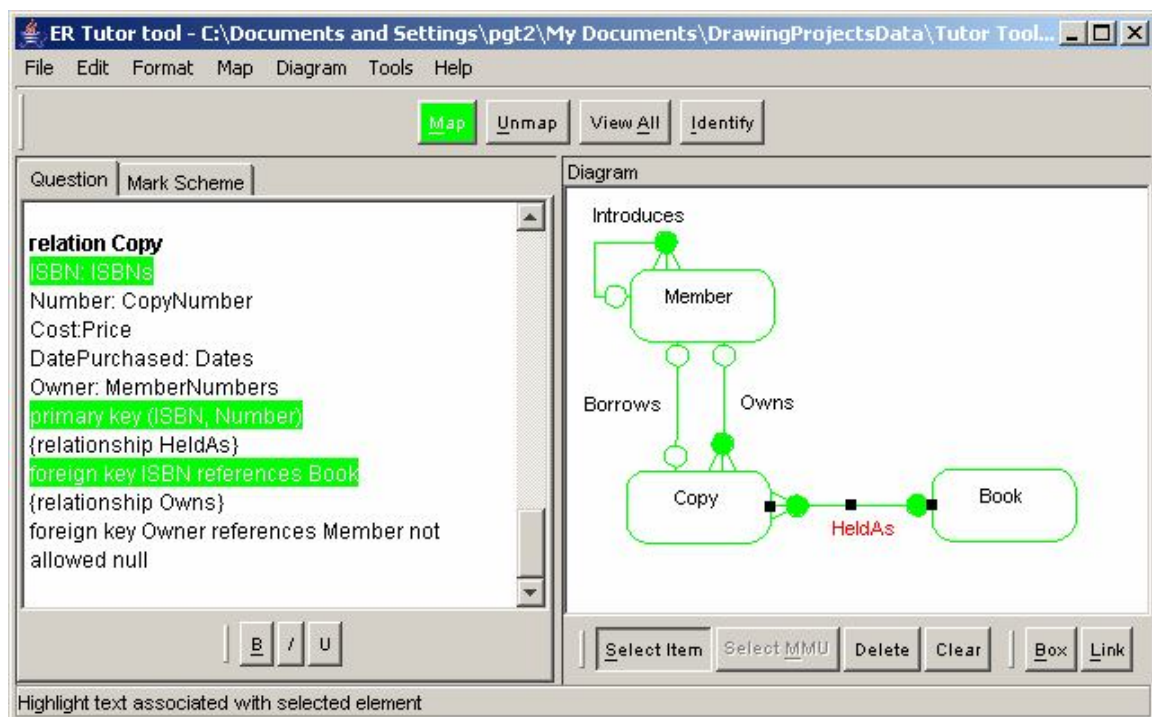 ER Tutor tool - C:\Documents and Settings\pgt2\My Documents\DrawingProjectsData\Tutor Tool...
File Edit Format Map Diagram Tools Help
Map Unmap View All Identify
Question Mark Scheme
relation Copy
ISBN: ISBNs
Number: CopyNumber
Cost:Price
DatePurchased: Dates
Owner: MemberNumbers
primary key (ISBN, Number)
{relationship HeldAs}
foreign key ISBN references Book
{relationship Owns}
foreign key Owner references Member not
allowed null
B / U
Diagram
Introduces
Member
Borrows Owns
Copy
HeldAs
Book
Select Item Select MMU Delete Clear Box Link
Highlight text associated with selected element